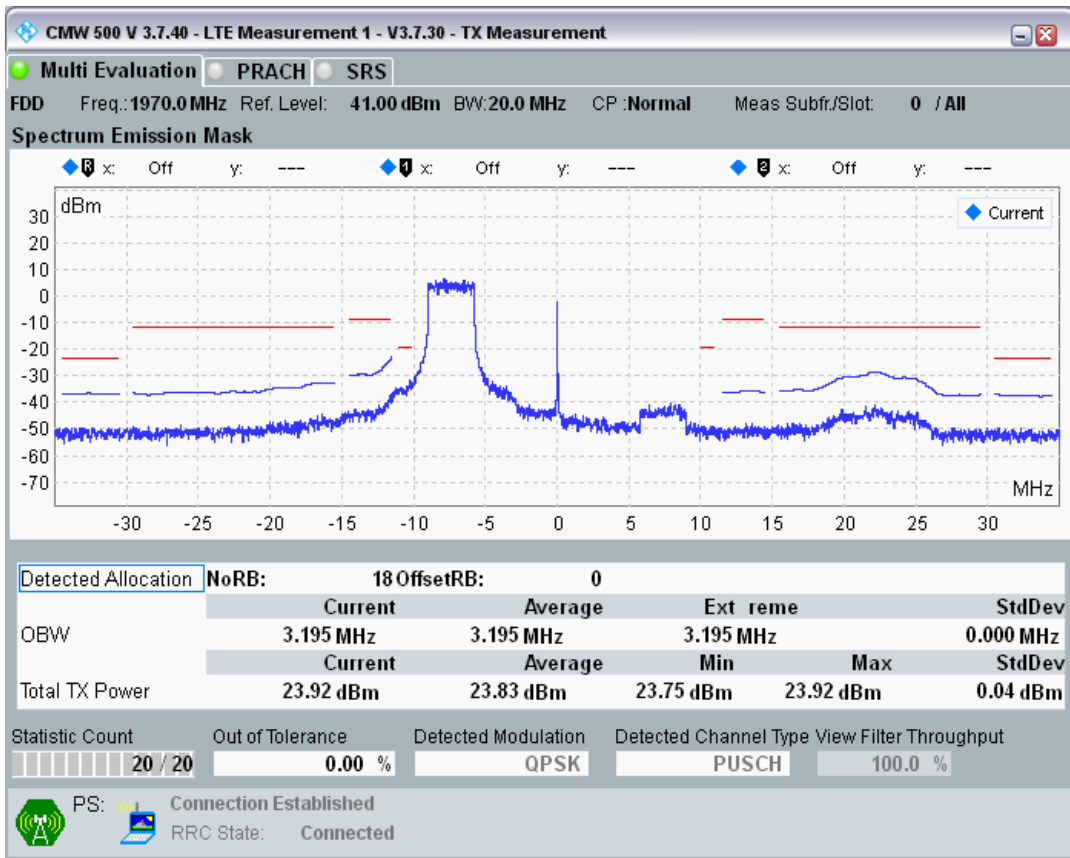 CMW 500 V 3.7.40 - LTE Measurement 1 - V3.7.30 - TX Measurement
Multi Evaluation PRACH SRS
FDD Freq.:1970.0 MHz Ref. Level: 41.00 dBm BW:20.0 MHz CP :Normal Meas Subfr./Slot: 0 / All
Spectrum Emission Mask
R x: Off y: --- 1 x: Off y: --- 2 x: Off y: ---
dBm
Current
30
20
10
0
-10
-20
-30
-40
-50
-60
-70
MHz
-30 -25 -20 -15 -10 -5 0 5 10 15 20 25 30
Detected Allocation NoRB: 18 OffsetRB: 0
Current Average Ext reme StdDev
OBW 3.195 MHz 3.195 MHz 3.195 MHz 0.000 MHz
Current Average Min Max StdDev
Total TX Power 23.92 dBm 23.83 dBm 23.75 dBm 23.92 dBm 0.04 dBm
Statistic Count Out of Tolerance Detected Modulation Detected Channel Type View Filter Throughput
20 / 20 0.00 % QPSK PUSCH 100.0 %
PS: Connection Established
RRC State: Connected